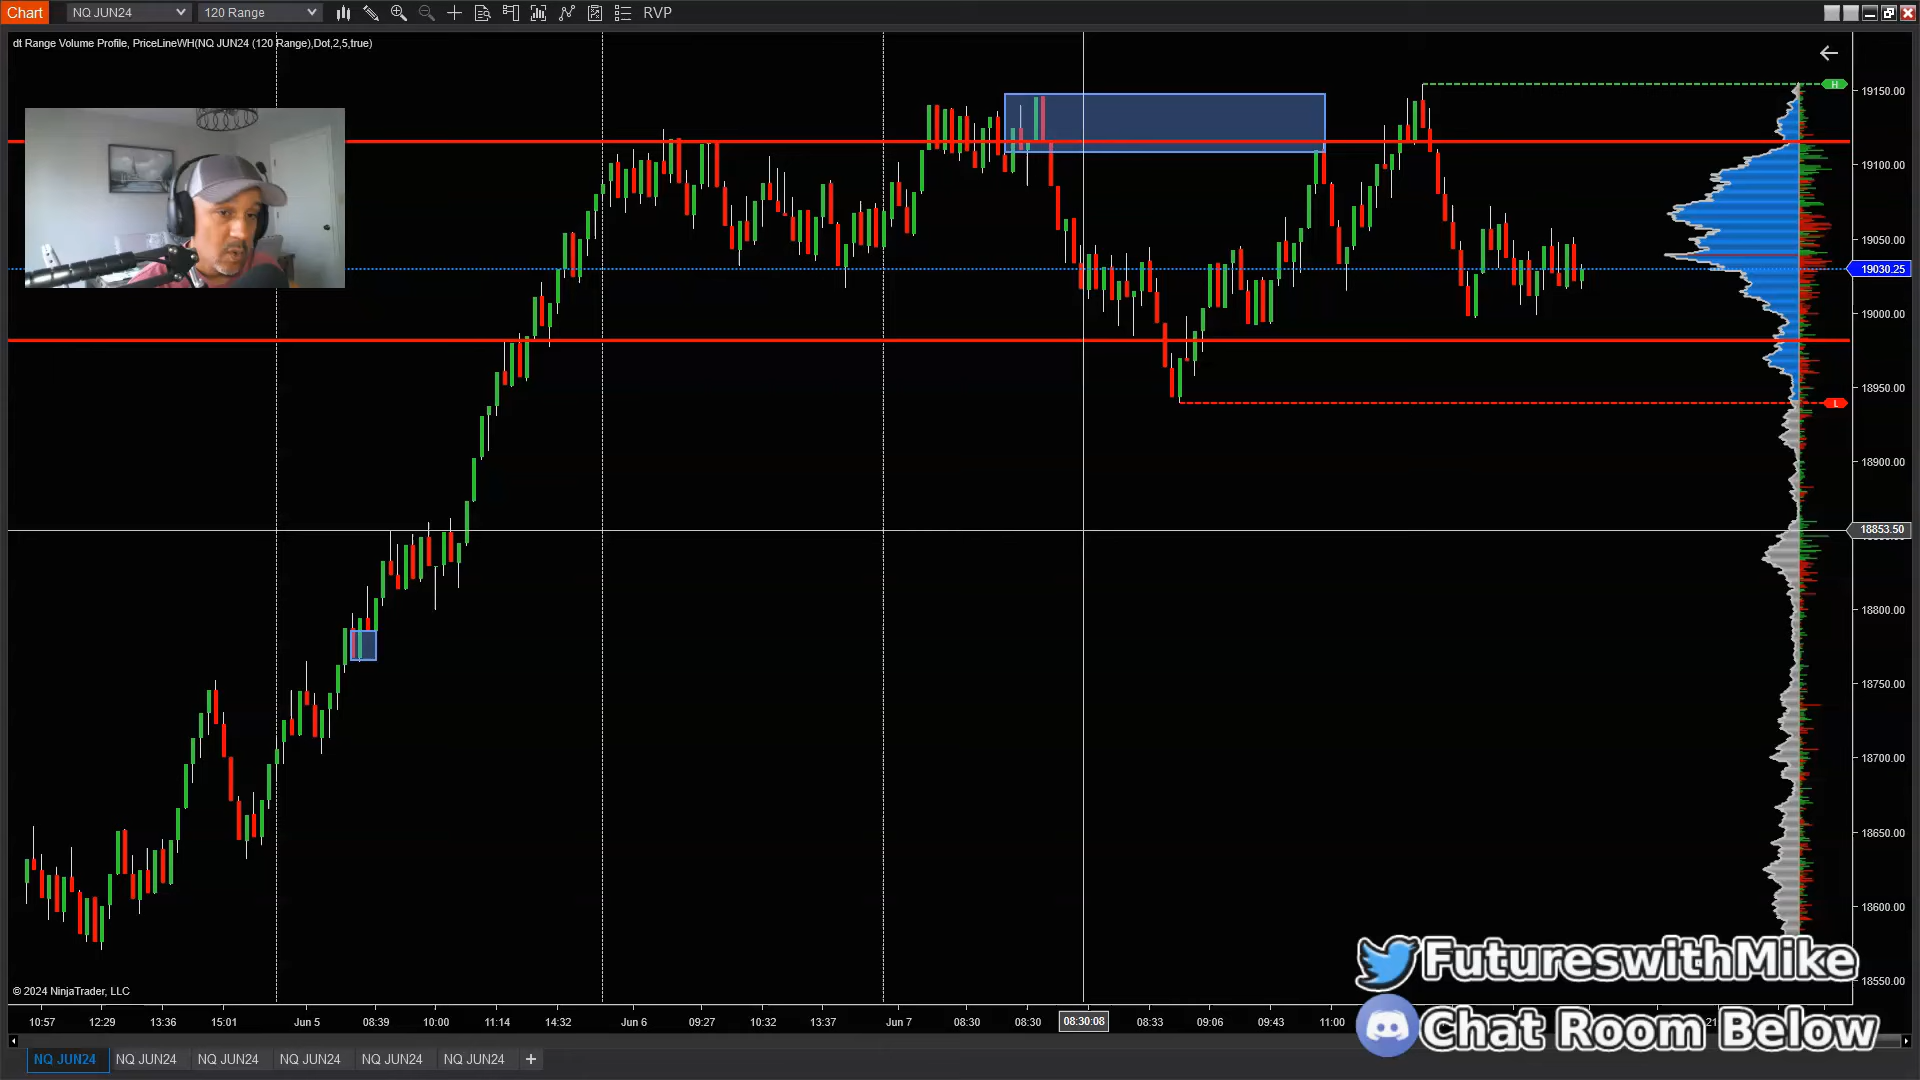 Chart NQ JUN24 120 Range RVP
dt Range Volume Profile, PriceLineWH(NQ JUN24 (120 Range),Dot,2,5,true)
H
19150.00
19100.00
19050.00
19030.25
19000.00
18950.00
L
18900.00
18853.50
18800.00
18750.00
18700.00
18650.00
18600.00
18550.00
FutureswithMike
© 2024 NinjaTrader, LLC
10:57 12:29 13:36 15:01 Jun 5 08:39 10:00 11:14 14:32 Jun 6 09:27 10:32 13:37 Jun 7 08:30 08:30 08:30:08 08:33 09:06 09:43 11:00
Chat Room Below
NQ JUN24 NQ JUN24 NQ JUN24 NQ JUN24 NQ JUN24 NQ JUN24 +